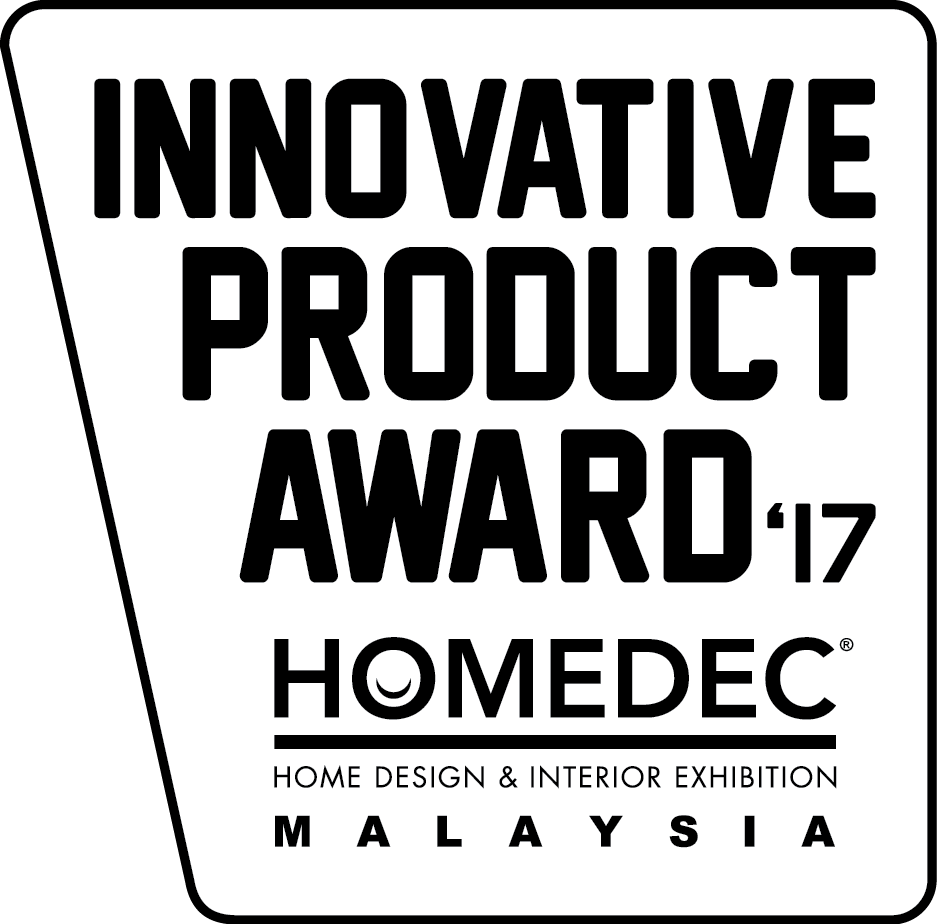 INNOVATIVE
PRODUCT
AWARD ‘17
HOMEDEC®
HOME DESIGN & INTERIOR EXHIBITION
MALAYSIA